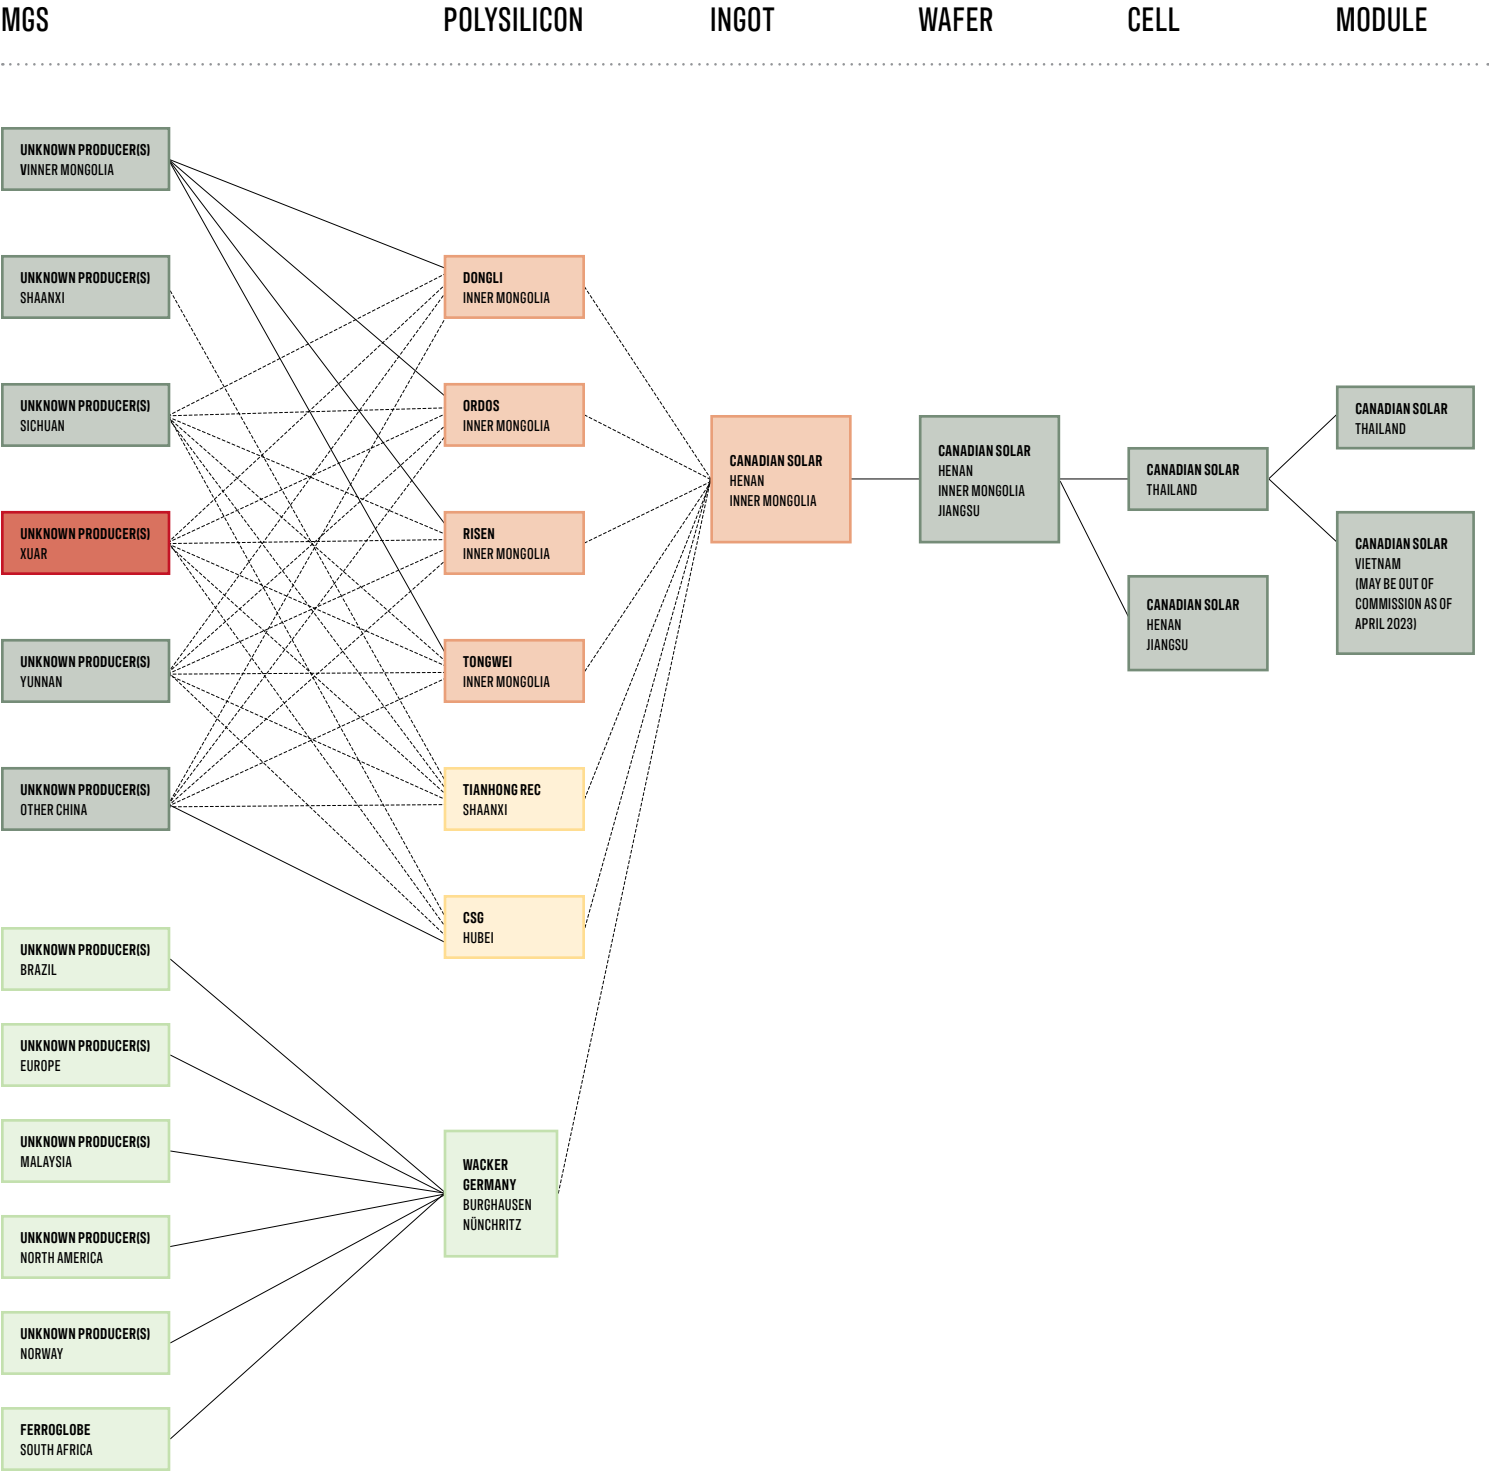 MGS
POLYSILICON
INGOT
WAFER
CELL
MODULE
UNKNOWN PRODUCER(S)
VINNER MONGOLIA
UNKNOWN PRODUCER(S)
SHAANXI
UNKNOWN PRODUCER(S)
SICHUAN
UNKNOWN PRODUCER(S)
XUAR
UNKNOWN PRODUCER(S)
YUNNAN
UNKNOWN PRODUCER(S)
OTHER CHINA
UNKNOWN PRODUCER(S)
BRAZIL
UNKNOWN PRODUCER(S)
EUROPE
UNKNOWN PRODUCER(S)
MALAYSIA
UNKNOWN PRODUCER(S)
NORTH AMERICA
UNKNOWN PRODUCER(S)
NORWAY
FERROGLOBE
SOUTH AFRICA
DONGLI
INNER MONGOLIA
ORDOS
INNER MONGOLIA
RISEN
INNER MONGOLIA
TONGWEI
INNER MONGOLIA
TIANHONG REC
SHAANXI
CSG
HUBEI
WACKER
GERMANY
BURGHAUSEN
NÜNCHRITZ
CANADIAN SOLAR
HENAN
INNER MONGOLIA
CANADIAN SOLAR
HENAN
INNER MONGOLIA
JIANGSU
CANADIAN SOLAR
THAILAND
CANADIAN SOLAR
HENAN
JIANGSU
CANADIAN SOLAR
THAILAND
CANADIAN SOLAR
VIETNAM
(MAY BE OUT OF
COMMISSION AS OF
APRIL 2023)